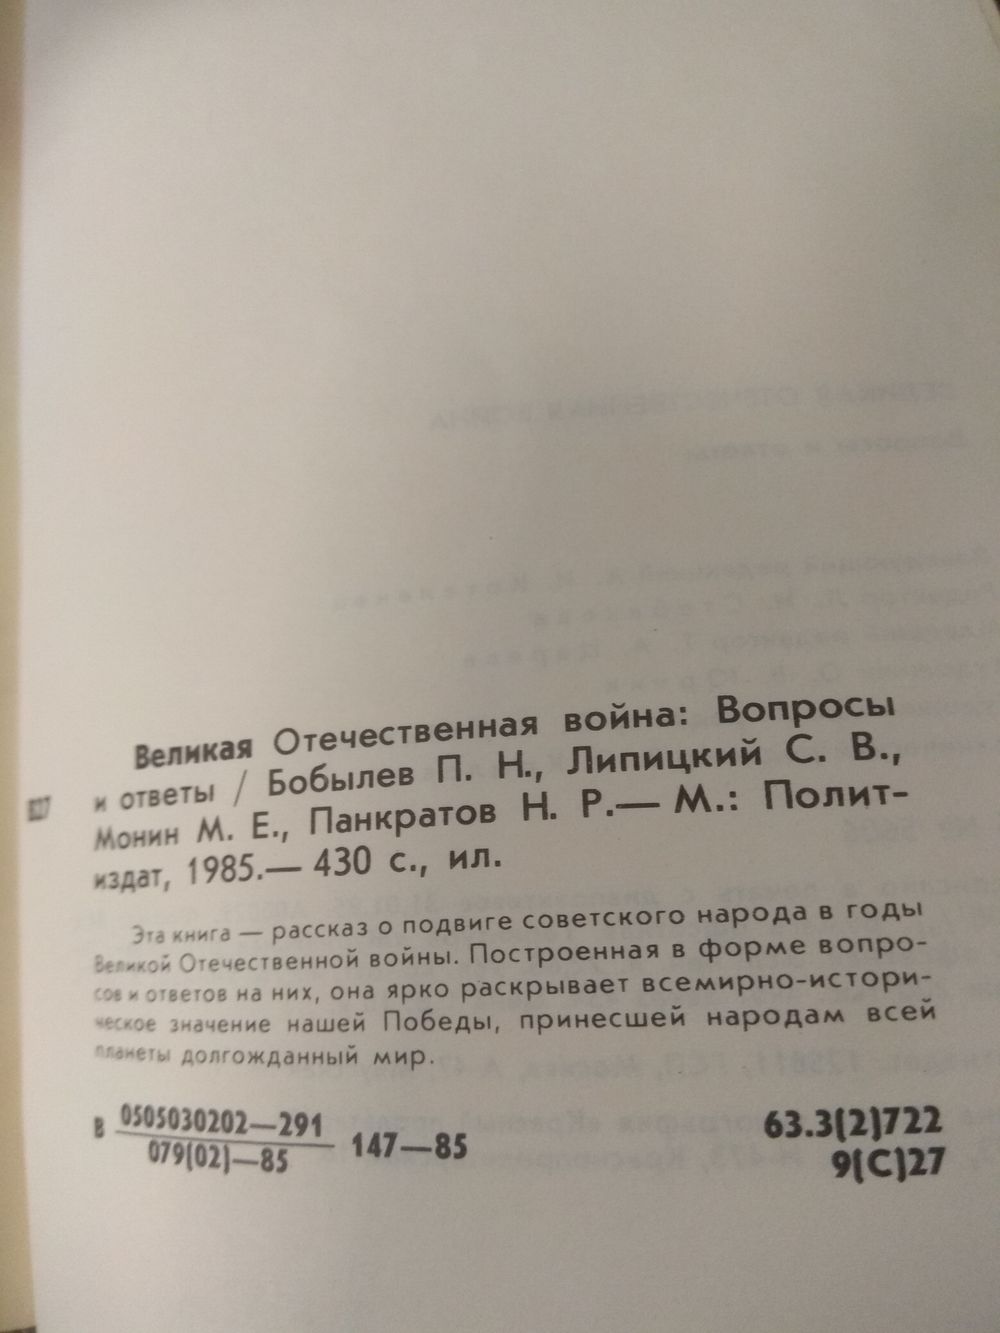 Великая Отечественная война: Вопросы
и ответы / Бобылев П. Н., Липицкий С. В.,
Монин М. Е., Панкратов Н. Р.— М.: Полит-
издат, 1985.— 430 с., ил.
Эта книга — рассказ о подвиге советского народа в годы
Великой Отечественной войны. Построенная в форме вопро-
сов и ответов на них, она ярко раскрывает всемирно-истори-
ческое значение нашей Победы, принесшей народам всей
планеты долгожданный мир.
В 0505030202—291
079(02)—85 147—85
63.3(2)722
9(С)27